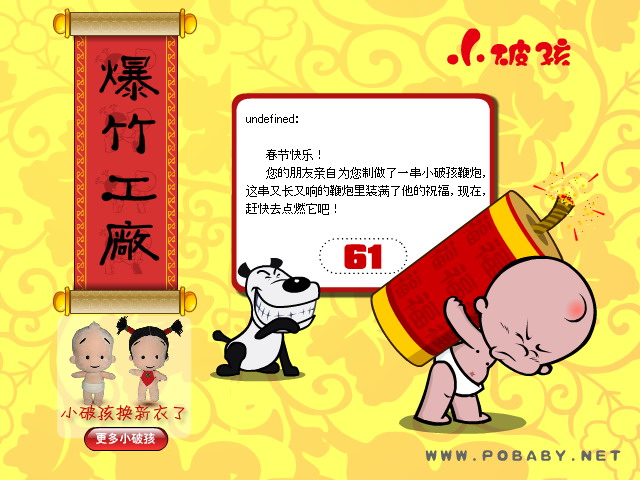 爆竹工廠
小破孩
undefined:
春节快乐！
您的朋友亲自为您制做了一串小破孩鞭炮，
这串又长又响的鞭炮里装满了他的祝福，现在，
赶快去点燃它吧！
61
小破孩换新衣了
更多小破孩
WWW.POBABY.NET